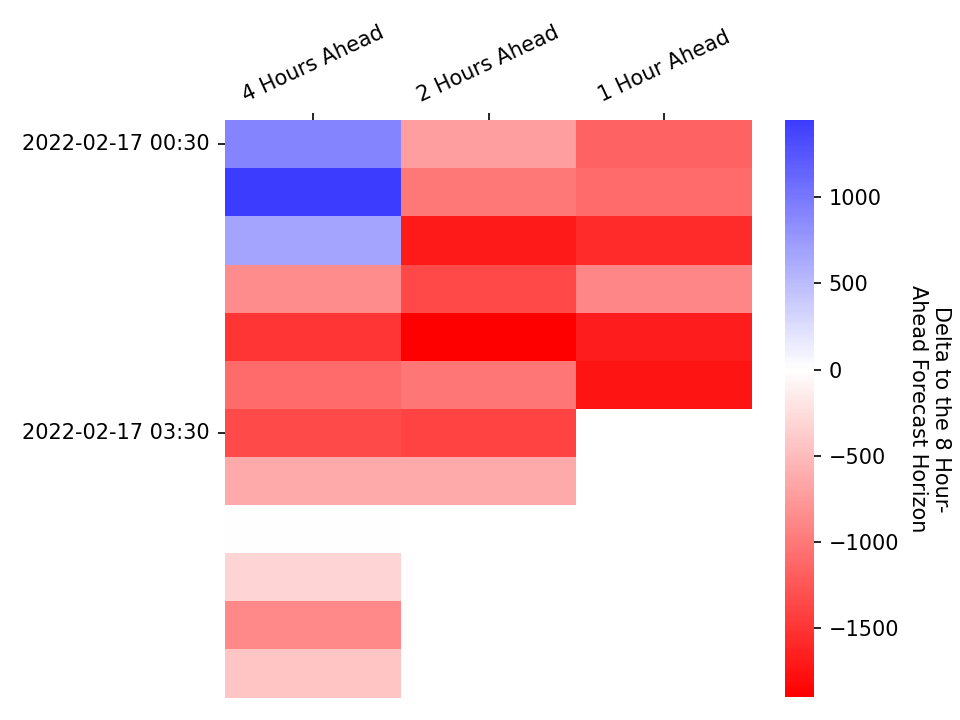 4 Hours Ahead
2 Hours Ahead
1 Hour Ahead
2022-02-17 00:30
2022-02-17 03:30
1000
500
0
−500
−1000
−1500
Delta to the 8 Hour-
Ahead Forecast Horizon